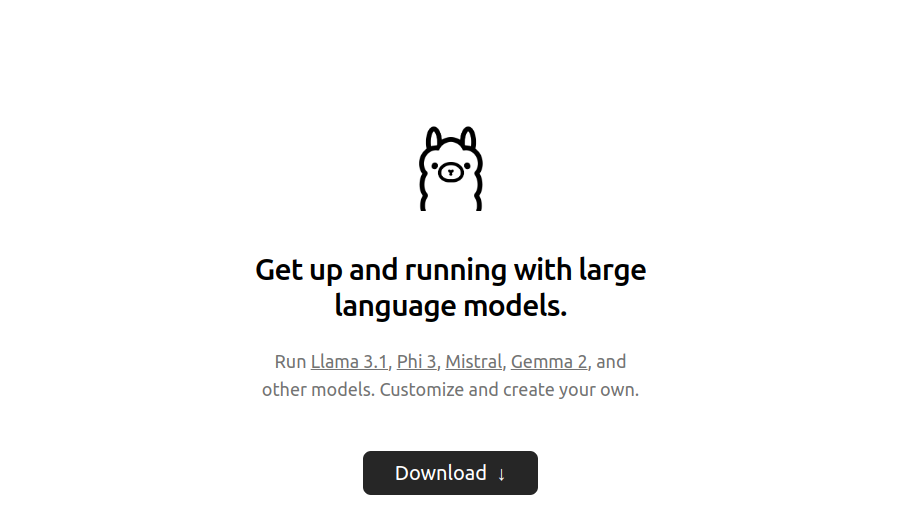 Get up and running with large
language models.
Run Llama 3.1, Phi 3, Mistral, Gemma 2, and
other models. Customize and create your own.
Download ↓